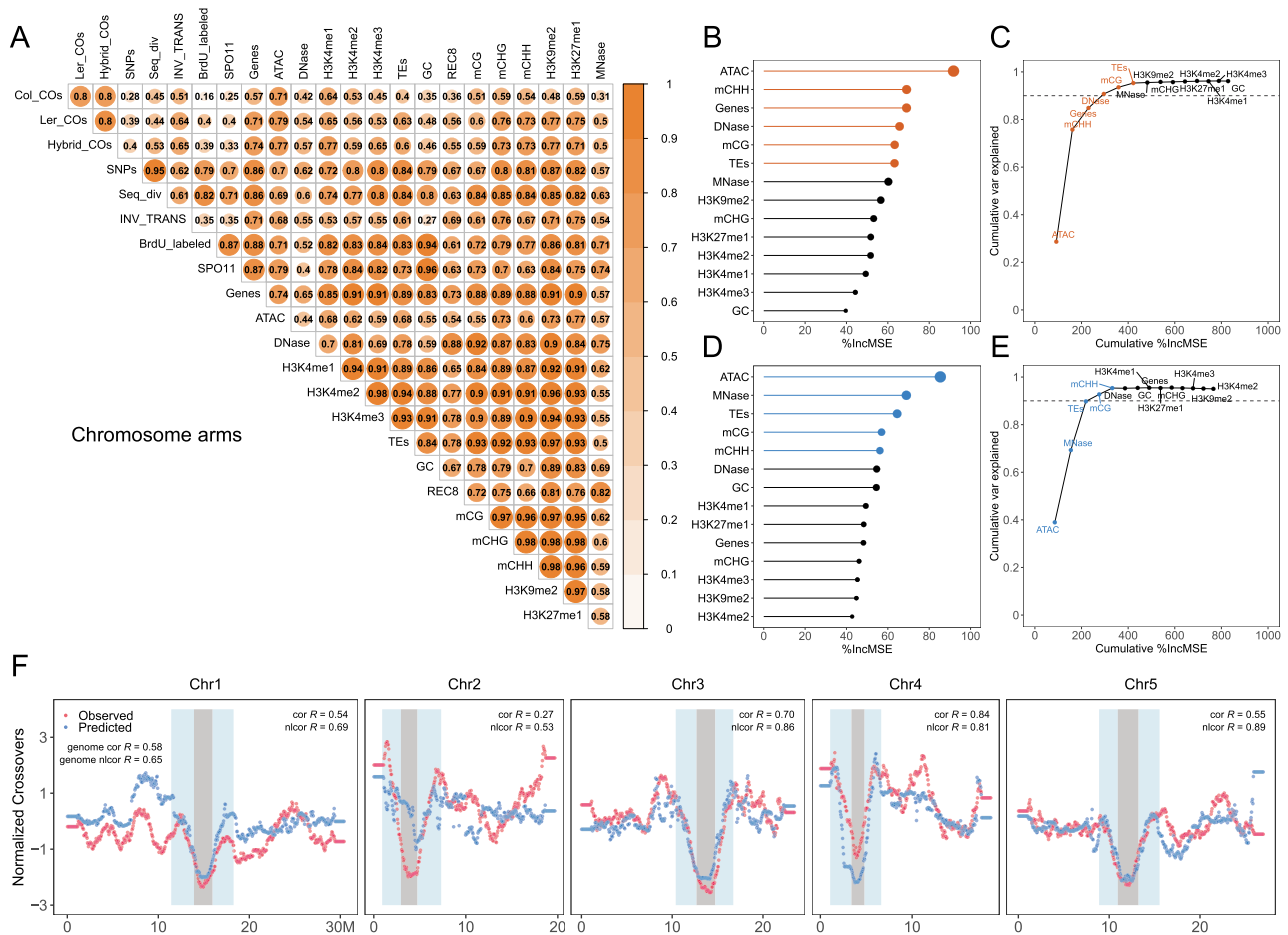 A
Ler_COs
Hybrid_COs
SNPs
Seq_div
INV_TRANS
BrdU_labeled
SPO11
Genes
ATAC
DNase
H3K4me1
H3K4me2
H3K4me3
TEs
GC
REC8
mCG
mCHG
mCHH
H3K9me2
H3K27me1
MNase
Col_COs 0.8 0.8 0.28 0.45 0.51 0.16 0.25 0.57 0.71 0.42 0.64 0.53 0.45 0.4 0.35 0.36 0.51 0.59 0.54 0.48 0.59 0.31
Ler_COs 0.8 0.39 0.44 0.64 0.4 0.4 0.71 0.79 0.54 0.65 0.56 0.53 0.63 0.48 0.56 0.68 0.76 0.73 0.6 0.75 0.5
Hybrid_COs 0.4 0.53 0.65 0.39 0.33 0.74 0.77 0.57 0.77 0.59 0.65 0.6 0.46 0.54 0.68 0.76 0.73 0.77 0.71 0.5
SNPs 0.95 0.62 0.79 0.7 0.86 0.7 0.62 0.72 0.8 0.8 0.84 0.79 0.67 0.67 0.8 0.81 0.87 0.82 0.57
Seq_div 0.61 0.82 0.71 0.86 0.69 0.6 0.74 0.77 0.8 0.84 0.8 0.63 0.84 0.85 0.84 0.85 0.82 0.63
INV_TRANS 0.35 0.35 0.71 0.68 0.55 0.53 0.57 0.55 0.61 0.27 0.69 0.61 0.76 0.67 0.71 0.75 0.54
BrdU_labeled 0.87 0.88 0.71 0.52 0.82 0.83 0.84 0.83 0.94 0.61 0.72 0.79 0.77 0.86 0.81 0.71
SPO11 0.87 0.79 0.4 0.78 0.84 0.82 0.73 0.96 0.63 0.73 0.7 0.63 0.84 0.75 0.74
Genes 0.74 0.65 0.85 0.91 0.91 0.89 0.83 0.73 0.88 0.89 0.88 0.91 0.9 0.57
ATAC 0.44 0.68 0.62 0.59 0.68 0.55 0.54 0.55 0.73 0.6 0.73 0.77 0.57
DNase 0.7 0.81 0.69 0.78 0.59 0.88 0.92 0.87 0.83 0.9 0.84 0.75
H3K4me1 0.94 0.91 0.89 0.86 0.65 0.84 0.89 0.87 0.92 0.91 0.62
H3K4me2 0.98 0.94 0.88 0.77 0.9 0.91 0.91 0.96 0.93 0.55
H3K4me3 0.93 0.91 0.78 0.9 0.89 0.9 0.94 0.93 0.55
TEs 0.84 0.78 0.93 0.92 0.93 0.97 0.93 0.5
GC 0.67 0.78 0.79 0.7 0.89 0.83 0.69
REC8 0.72 0.75 0.66 0.81 0.76 0.82
mCG 0.97 0.96 0.97 0.95 0.62
mCHG 0.98 0.98 0.98 0.6
mCHH 0.98 0.96 0.59
H3K9me2 0.97 0.58
H3K27me1 0.58
Chromosome arms
1
0.9
0.8
0.7
0.6
0.5
0.4
0.3
0.2
0.1
0
B
ATAC
mCHH
Genes
DNase
mCG
TEs
MNase
H3K9me2
mCHG
H3K27me1
H3K4me2
H3K4me1
H3K4me3
GC
0 20 40 60 80 100
%IncMSE
C
Cumulative var explained
1
0.8
0.6
0.4
0.2
0
TEs
H3K9me2
H3K4me2
H3K4me3
mCG
MNase
mCHG
H3K27me1
GC
H3K4me1
DNase
Genes
mCHH
ATAC
0 200 400 600 800 1000
Cumulative %IncMSE
D
ATAC
MNase
TEs
mCG
mCHH
DNase
GC
H3K4me1
H3K27me1
Genes
mCHG
H3K4me3
H3K9me2
H3K4me2
0 20 40 60 80 100
%IncMSE
E
Cumulative var explained
1
0.8
0.6
0.4
0.2
0
H3K4me1
H3K4me3
mCHH
Genes
H3K4me2
DNase
GC
mCHG
H3K9me2
H3K27me1
TEs
mCG
MNase
ATAC
0 200 400 600 800 1000
Cumulative %IncMSE
F
Chr1
Chr2
Chr3
Chr4
Chr5
Normalized Crossovers
3
1
−1
−3
Observed
Predicted
genome cor R = 0.58
genome nlcor R = 0.65
cor R = 0.54
nlcor R = 0.69
cor R = 0.27
nlcor R = 0.53
cor R = 0.70
nlcor R = 0.86
cor R = 0.84
nlcor R = 0.81
cor R = 0.55
nlcor R = 0.89
0 10 20 30M
0 10 20
0 10 20
0 10
0 10 20